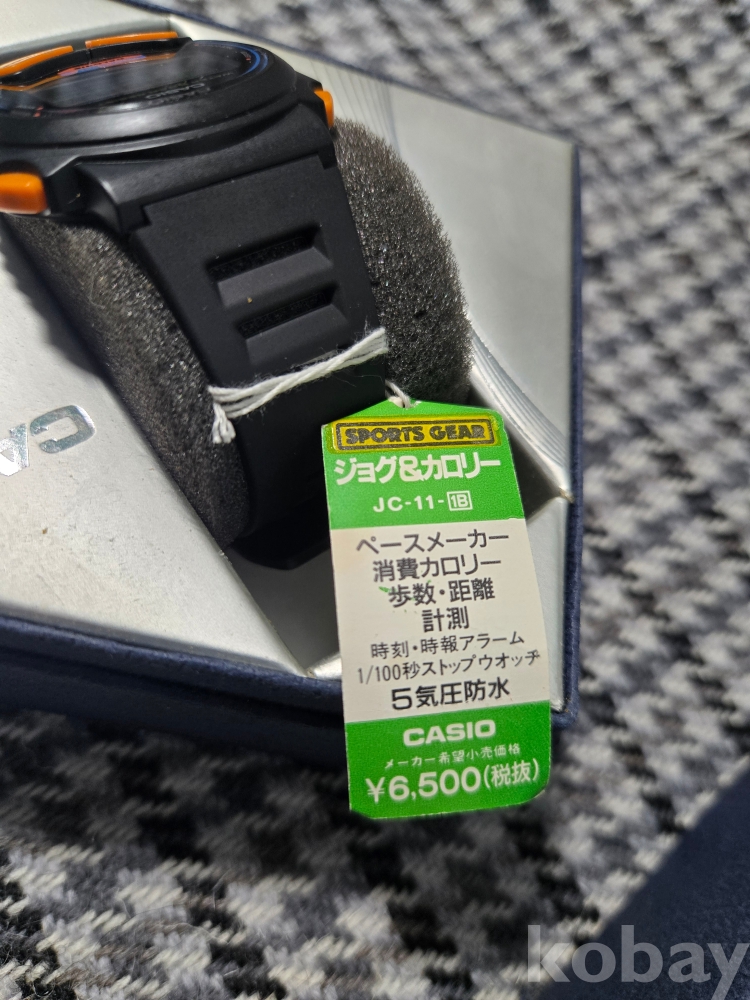 SPORTS GEAR
ジョグ&カロリー
JC-11-1B
ペースメーカー
消費カロリー
歩数・距離
計測
時刻・時報アラーム
1/100秒ストップウオッチ
5気圧防水
CASIO
メーカー希望小売価格
¥6,500(税抜)
CA
kobay